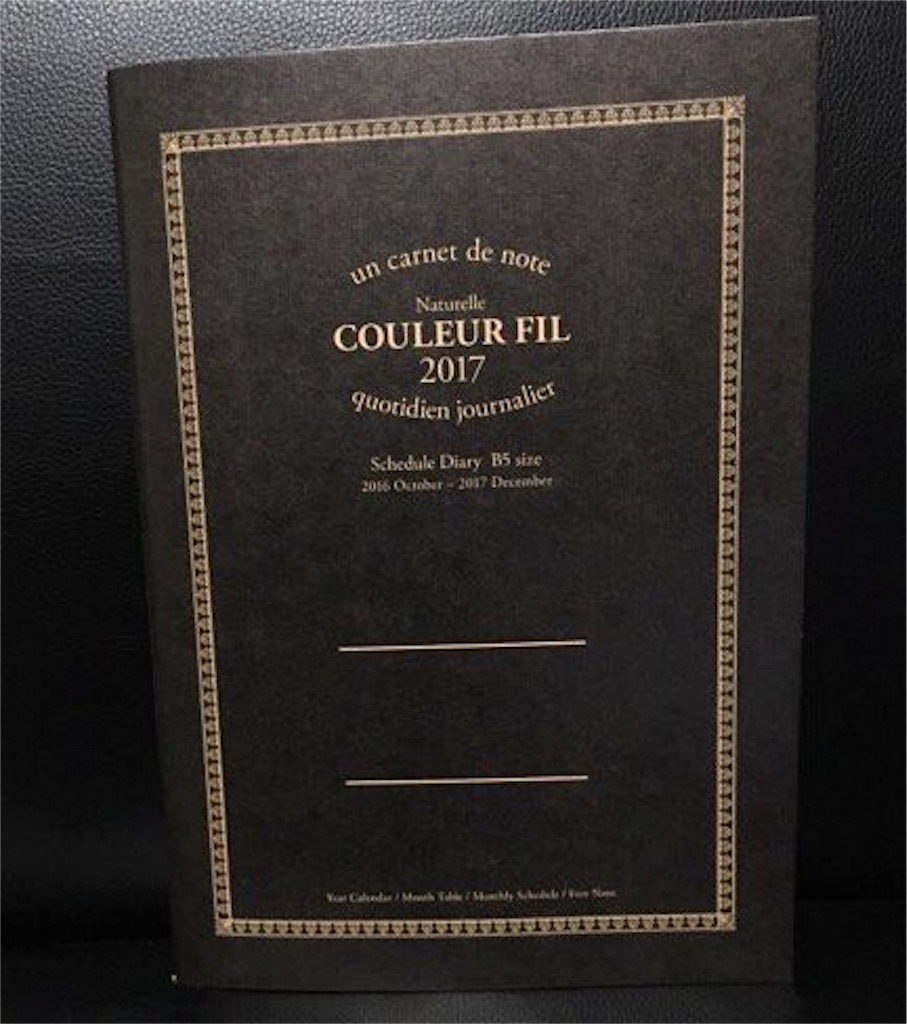 un carnet de note
Naturelle
COULEUR FIL
2017
quotidien journalier
Schedule Diary B5 size
2016 October - 2017 December
Year Calendar / Month Table / Monthly Schedule / Free Note